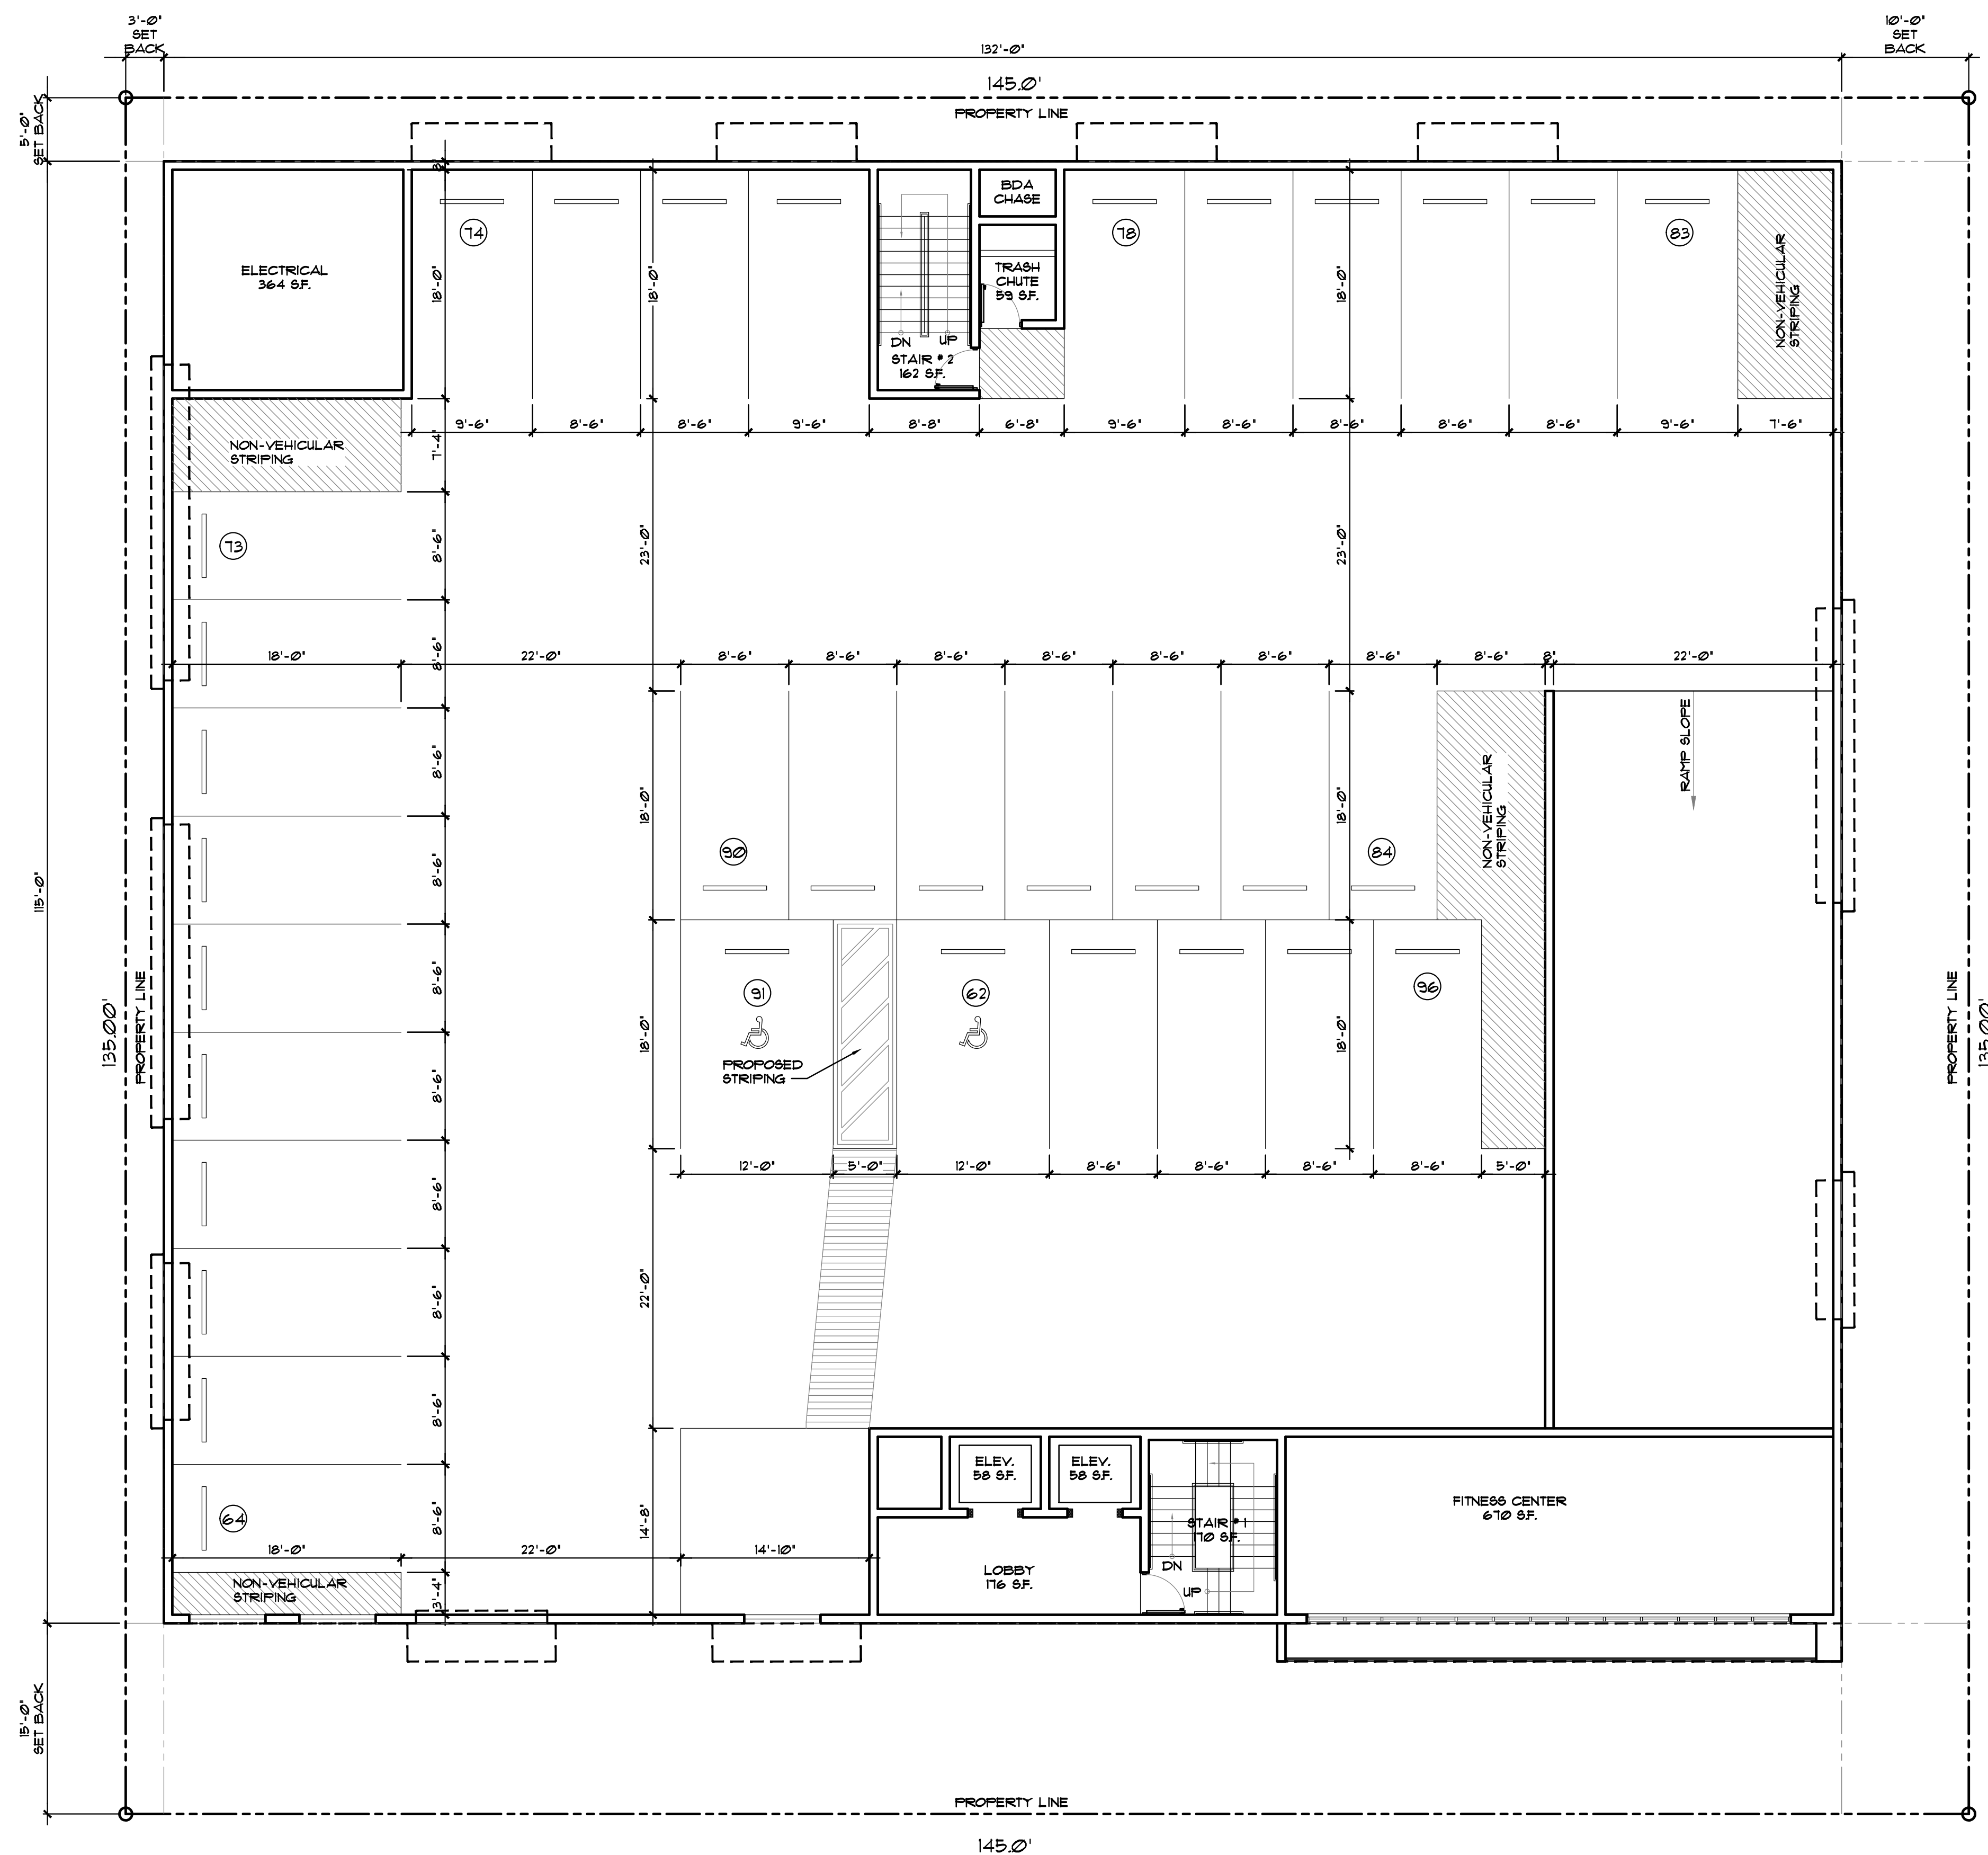 3'-0"
SET
BACK
10'-0"
SET
BACK
132'-0"
145.0'
PROPERTY LINE
5'-0"
SET BACK
8"
BDA
CHASE
74
78
83
ELECTRICAL
364 S.F.
18'-0"
18'-0"
TRASH
CHUTE
59 S.F.
18'-0"
NON-VEHICULAR
STRIPING
DN
UP
STAIR #2
162 S.F.
9'-6"
8'-6"
8'-6"
9'-6"
8'-8"
6'-8"
9'-6"
8'-6"
8'-6"
8'-6"
8'-6"
9'-6"
7'-6"
NON-VEHICULAR
STRIPING
7'-4"
73
8'-6"
23'-0"
23'-0"
8'-6"
18'-0"
22'-0"
8'-6"
8'-6"
8'-6"
8'-6"
8'-6"
8'-6"
8'-6"
8'-6"
8"
22'-0"
RAMP SLOPE
8'-6"
18'-0"
18'-0"
NON-VEHICULAR
STRIPING
90
84
8'-6"
115'-0"
8'-6"
91
62
96
135.00'
PROPERTY LINE
18'-0"
18'-0"
PROPERTY LINE
135.00'
PROPOSED
STRIPING
8'-6"
12'-0"
5'-0"
12'-0"
8'-6"
8'-6"
8'-6"
8'-6"
5'-0"
8'-6"
22'-0"
8'-6"
8'-6"
ELEV.
58 S.F.
ELEV.
58 S.F.
FITNESS CENTER
670 S.F.
64
8'-6"
14'-8"
STAIR #1
170 S.F.
18'-0"
22'-0"
14'-10"
LOBBY
176 S.F.
DN
UP
NON-VEHICULAR
STRIPING
3'-4"
15'-0"
SET BACK
PROPERTY LINE
145.0'